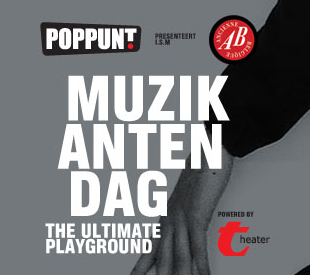 POPPUNT.
PRESENTEERT
I.S.M
ANCIENNE
AB
BELGIQUE
MUZIK
ANTEN
DAG
THE ULTIMATE
PLAYGROUND
POWERED BY
theater